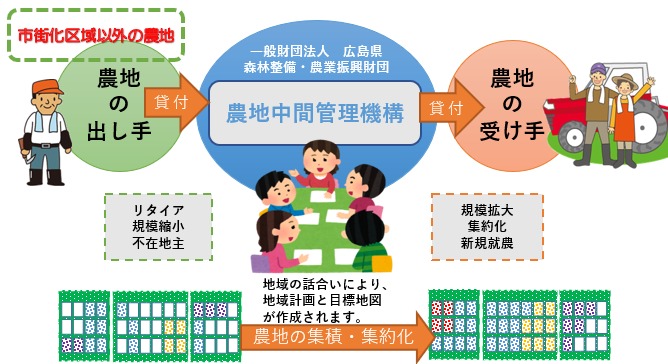 市街化区域以外の農地
農地
の
出し手
貸付
一般財団法人　広島県
森林整備・農業振興財団
農地中間管理機構
貸付
農地
の
受け手
リタイア
規模縮小
不在地主
規模拡大
集約化
新規就農
地域の話合いにより、
地域計画と目標地図
が作成されます。
農地の集積・集約化